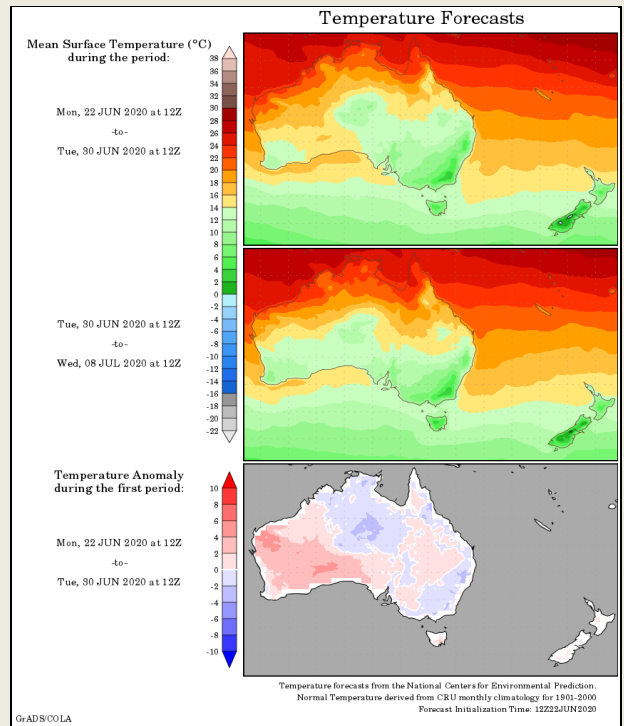 Temperature Forecasts
Mean Surface Temperature (°C)
during the period:
38
36
34
32
30
28
26
24
22
20
18
16
14
12
10
8
6
4
2
0
-2
-4
-6
-8
-10
-12
-14
-16
-18
-20
-22
Mon, 22 JUN 2020 at 12Z
-to-
Tue, 30 JUN 2020 at 12Z
Tue, 30 JUN 2020 at 12Z
-to-
Wed, 08 JUL 2020 at 12Z
Temperature Anomaly
during the first period:
10
8
6
4
2
0
-2
-4
-6
-8
-10
Mon, 22 JUN 2020 at 12Z
-to-
Tue, 30 JUN 2020 at 12Z
Temperature forecasts from the National Centers for Environmental Prediction.
Normal Temperature derived from CRU monthly climatology for 1901-2000
Forecast Initialization Time: 12Z22JUN2020
GrADS/COLA